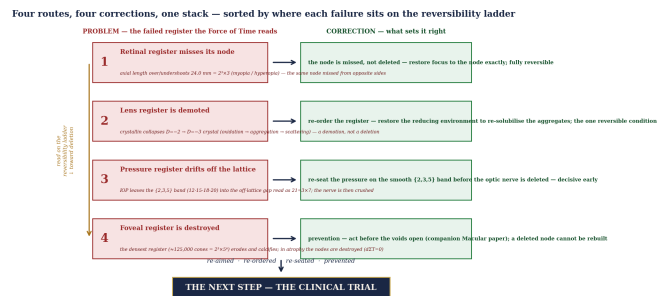 Four routes, four corrections, one stack — sorted by where each failure sits on the reversibility ladder
PROBLEM — the failed register the Force of Time reads
CORRECTION — what sets it right
1
Retinal register misses its node
axial length over/undershoots 24.0 mm = 2³×3 (myopia / hyperopia) — the same node missed from opposite sides
the node is missed, not deleted — restore focus to the node exactly; fully reversible
2
Lens register is demoted
crystallin collapses D=−2 → D=−3 crystal (oxidation → aggregation → scattering) — a demotion, not a deletion
re-order the register — restore the reducing environment to re-solubilise the aggregates; the one reversible condition
3
Pressure register drifts off the lattice
IOP leaves the {2,3,5} band (12-15-18-20) into the off-lattice gap read as 21=3×7; the nerve is then crushed
re-seat the pressure on the smooth {2,3,5} band before the optic nerve is deleted — decisive early
4
Foveal register is destroyed
the densest register (≈125,000 cones = 2³×5⁶) erodes and calcifies; in atrophy the nodes are destroyed (dΣT=0)
prevention — act before the voids open (companion Macular paper); a deleted node cannot be rebuilt
read on the
reversibility ladder
↓ toward deletion
re-aimed · re-ordered · re-seated · prevented
THE NEXT STEP — THE CLINICAL TRIAL